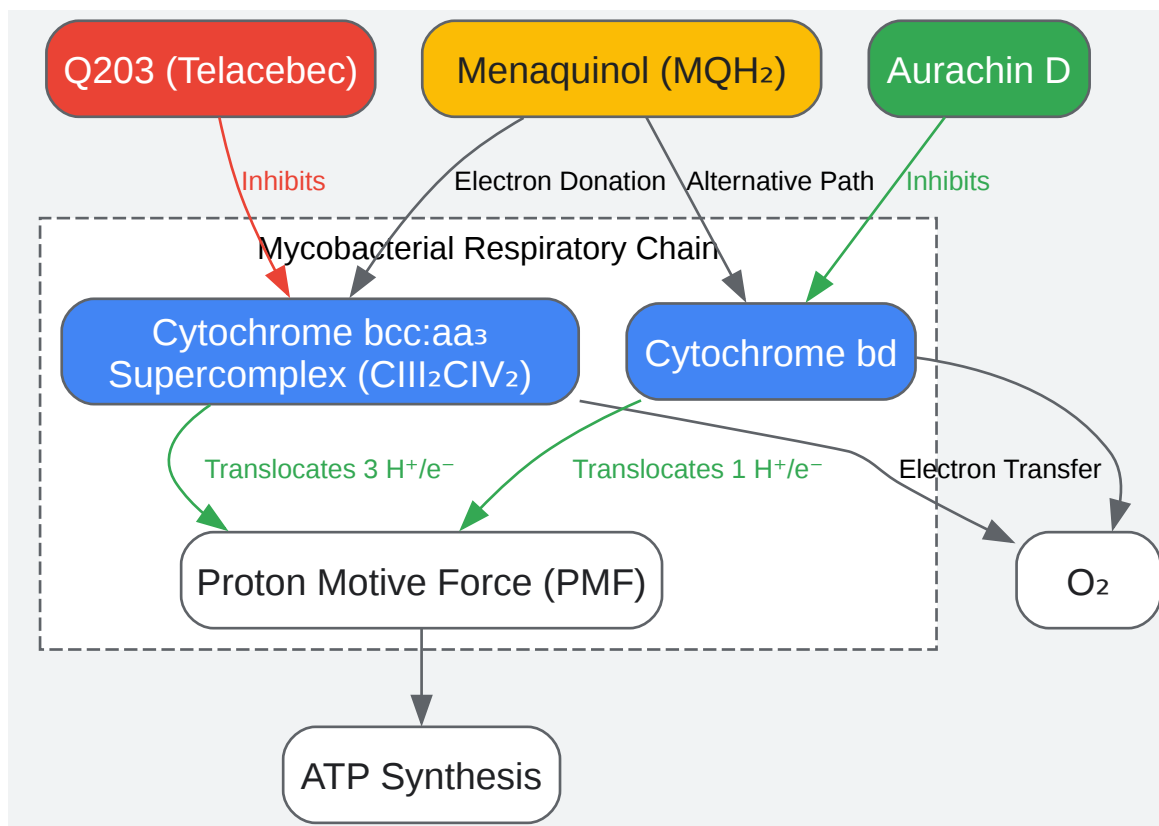 Q203 (Telacebec)
Menaquinol (MQH₂)
Aurachin D
Inhibits
Electron Donation
Alternative Path
Inhibits
Mycobacterial Respiratory Chain
Cytochrome bcc:aa₃
Supercomplex (CIII₂CIV₂)
Cytochrome bd
Translocates 3 H⁺/e⁻
Translocates 1 H⁺/e⁻
Electron Transfer
Proton Motive Force (PMF)
O₂
ATP Synthesis